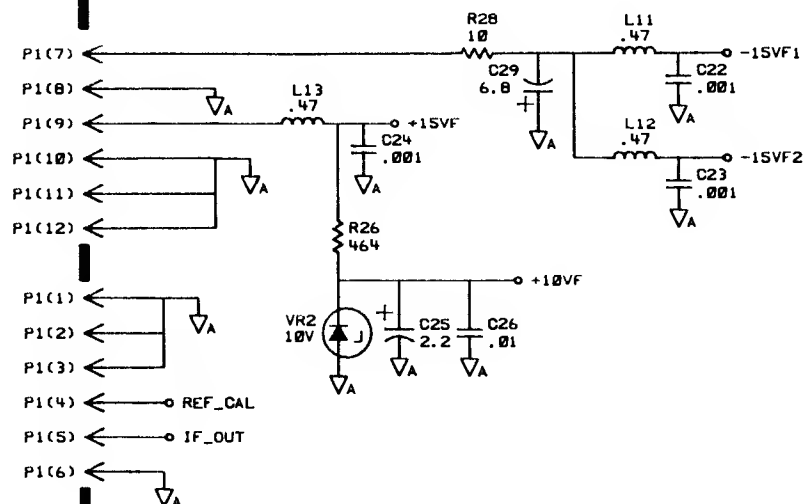 R28
10
L11
.47
P1(7)
-15VF1
C29
6.8
+
C22
.001
A
P1(8)
A
L13
.47
A
P1(9)
+15VF
C24
.001
L12
.47
P1(10)
A
A
-15VF2
C23
.001
P1(11)
A
P1(12)
R26
464
+10VF
P1(1)
A
P1(2)
VR2
10V
+
C25
2.2
C26
.01
P1(3)
A
A
A
P1(4)
REF_CAL
P1(5)
IF_OUT
P1(6)
A